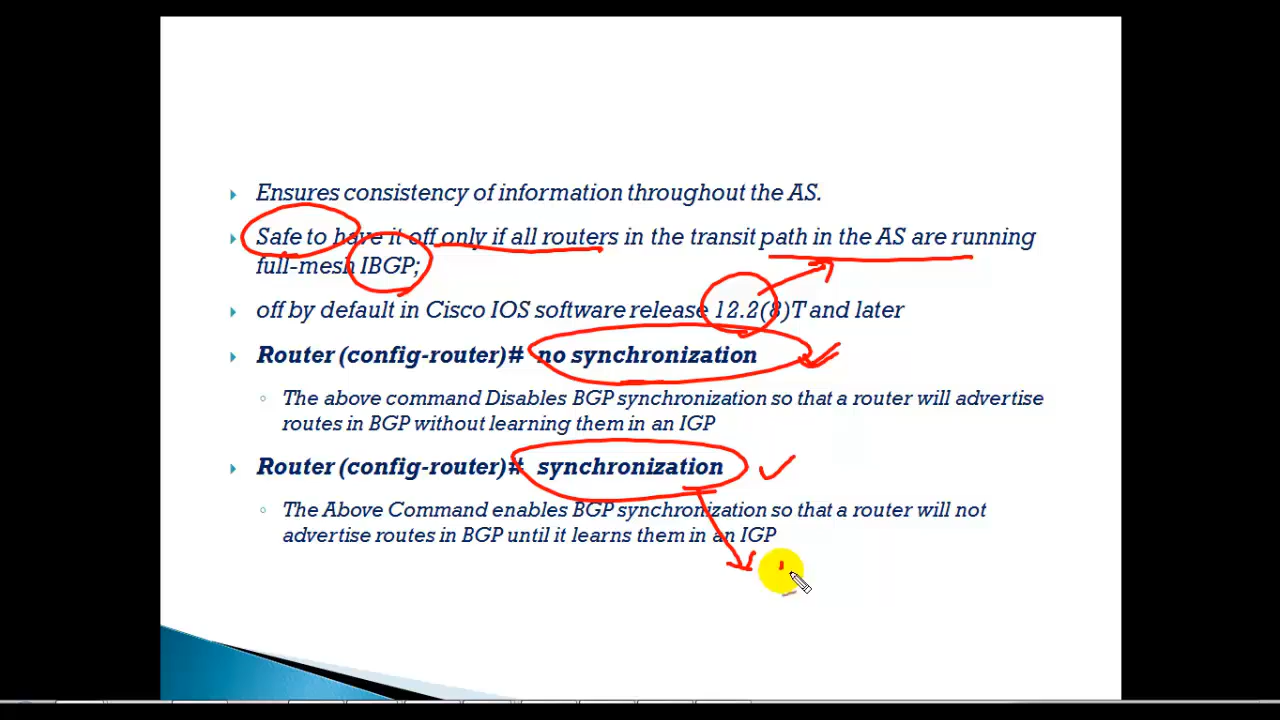 Ensures consistency of information throughout the AS.
Safe to have it off only if all routers in the transit path in the AS are running
full-mesh IBGP;
off by default in Cisco IOS software release 12.2(8)T and later
Router (config-router)# no synchronization
The above command Disables BGP synchronization so that a router will advertise
routes in BGP without learning them in an IGP
Router (config-router)# synchronization
The Above Command enables BGP synchronization so that a router will not
advertise routes in BGP until it learns them in an IGP